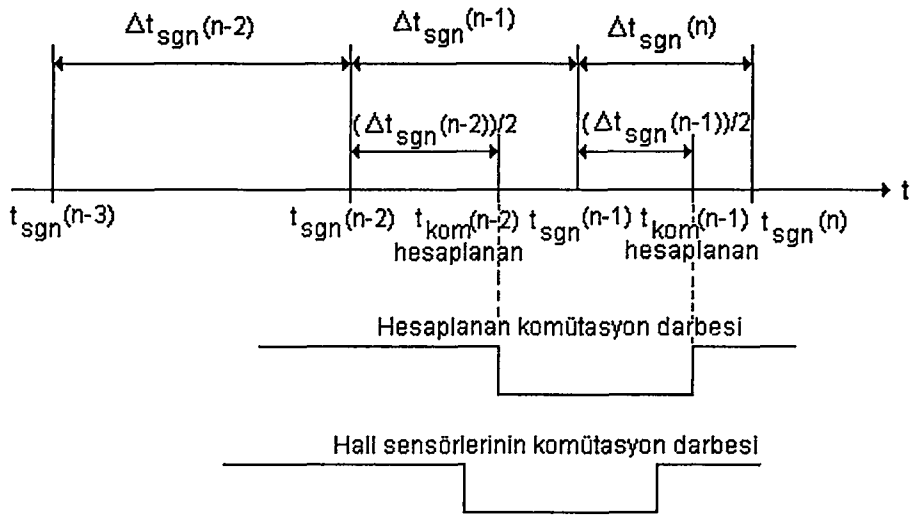 Δt_sgn(n-2)
Δt_sgn(n-1)
Δt_sgn(n)
(Δt_sgn(n-2))/2
(Δt_sgn(n-1))/2
t
t_sgn(n-3)
t_sgn(n-2)
t_kom(n-2)
hesaplanan
t_sgn(n-1)
t_kom(n-1)
hesaplanan
t_sgn(n)
Hesaplanan komütasyon darbesi
Hall sensörlerinin komütasyon darbesi